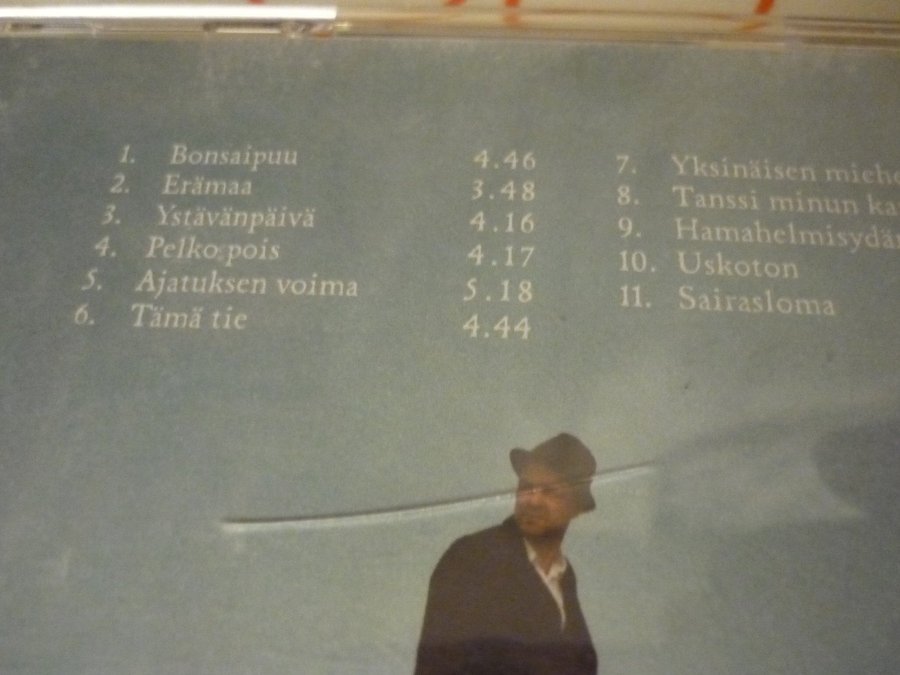 1. Bonsaipuu 4.46
2. Erämaa 3.48
3. Ystävänpäivä 4.16
4. Pelko pois 4.17
5. Ajatuksen voima 5.18
6. Tämä tie 4.44
7. Yksinäisen
8. Tanssi minun
9.
10. Uskoton
11. Sairasloma